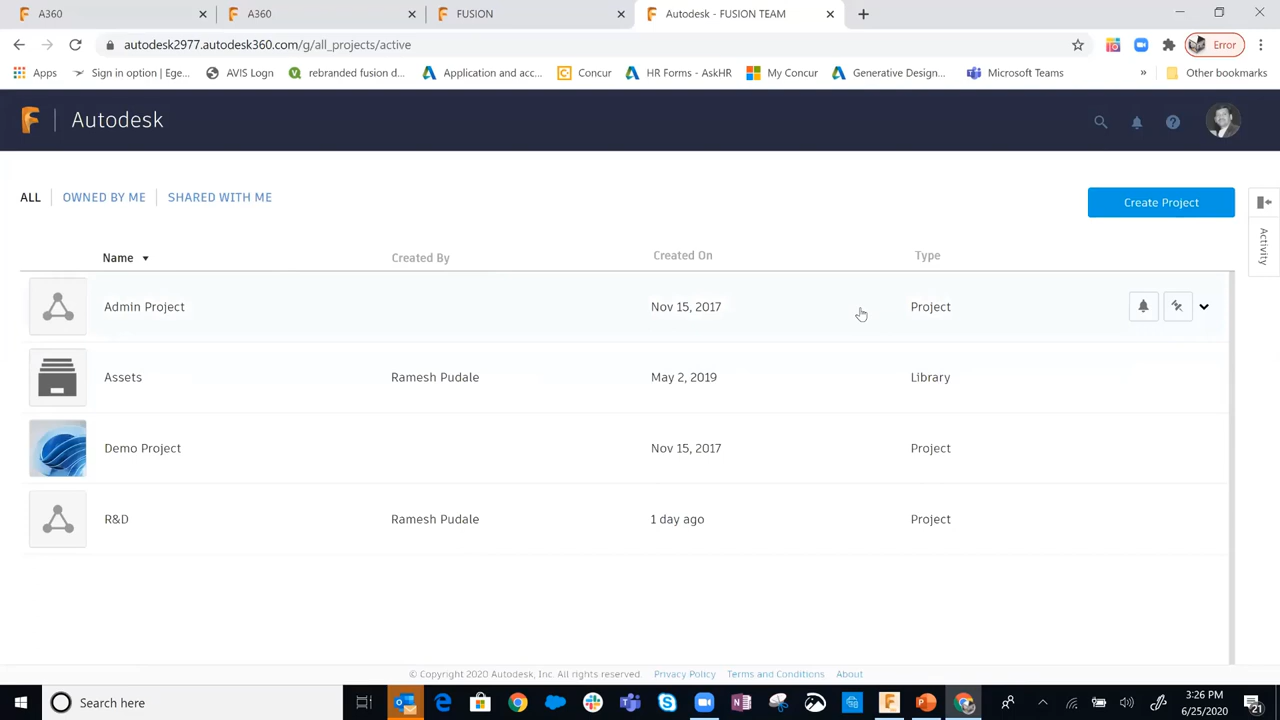 A360
A360
FUSION
Autodesk - FUSION TEAM
autodesk2977.autodesk360.com/g/all_projects/active
Error
Apps
Sign in option | Ege...
AVIS Logn
rebranded fusion d...
Application and acc...
Concur
HR Forms - AskHR
My Concur
Generative Design...
Microsoft Teams
»
Other bookmarks
F | Autodesk
ALL
OWNED BY ME
SHARED WITH ME
Create Project
Activity
Name
Created By
Created On
Type
Admin Project
Nov 15, 2017
Project
Assets
Ramesh Pudale
May 2, 2019
Library
Demo Project
Nov 15, 2017
Project
R&D
Ramesh Pudale
1 day ago
Project
© Copyright 2020 Autodesk, Inc. All rights reserved.
Privacy Policy
Terms and Conditions
About
Search here
3:26 PM
6/25/2020
21